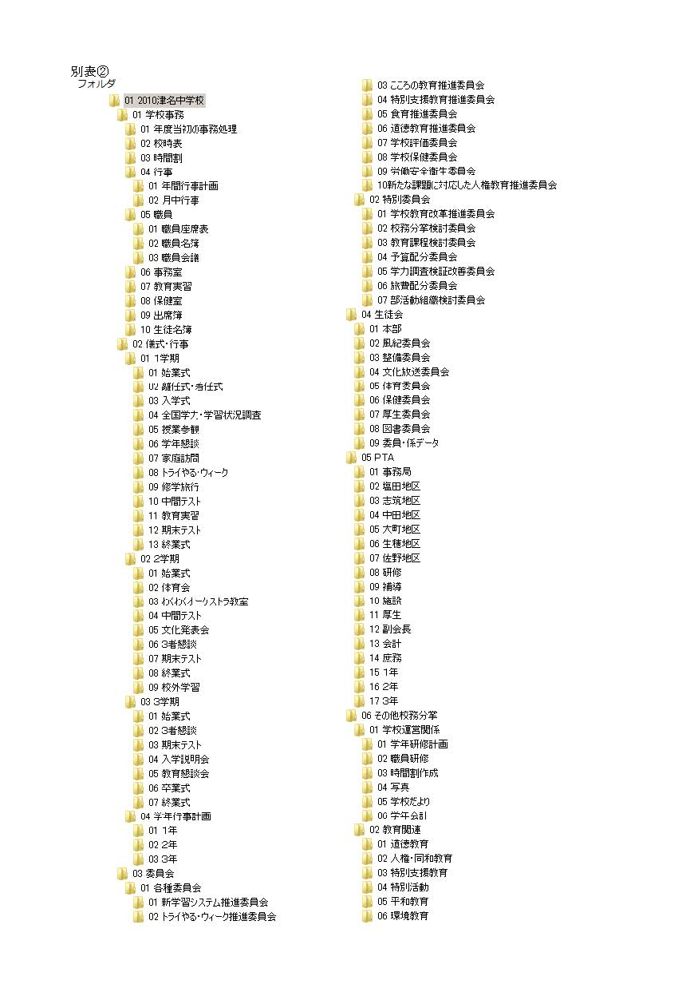 別表②
フォルダ
01 2010津名中学校
01 学校事務
01 年度当初の事務処理
02 校時表
03 時間割
04 行事
01 年間行事計画
02 月中行事
05 職員
01 職員座席表
02 職員名簿
03 職員会議
06 事務室
07 教育実習
08 保健室
09 出席簿
10 生徒名簿
02 儀式・行事
01 1学期
01 始業式
02 離任式・着任式
03 入学式
04 全国学力・学習状況調査
05 授業参観
06 学年懇談
07 家庭訪問
08 トライやる・ウィーク
09 修学旅行
10 中間テスト
11 教育実習
12 期末テスト
13 終業式
02 2学期
01 始業式
02 体育会
03 わくわくオーケストラ教室
04 中間テスト
05 文化発表会
06 3者懇談
07 期末テスト
08 終業式
09 校外学習
03 3学期
01 始業式
02 3者懇談
03 期末テスト
04 入学説明会
05 教育懇談会
06 卒業式
07 終業式
04 学年行事計画
01 1年
02 2年
03 3年
03 委員会
01 各種委員会
01 新学習システム推進委員会
02 トライやる・ウィーク推進委員会
03 こころの教育推進委員会
04 特別支援教育推進委員会
05 食育推進委員会
06 道徳教育推進委員会
07 学校評価委員会
08 学校保健委員会
09 労働安全衛生委員会
10新たな課題に対応した人権教育推進委員会
02 特別委員会
01 学校教育改革推進委員会
02 校務分掌検討委員会
03 教育課程検討委員会
04 予算配分委員会
05 学力調査検証改善委員会
06 旅費配分委員会
07 部活動組織検討委員会
04 生徒会
01 本部
02 風紀委員会
03 整備委員会
04 文化放送委員会
05 体育委員会
06 保健委員会
07 厚生委員会
08 図書委員会
09 委員・係データ
05 PTA
01 事務局
02 塩田地区
03 志筑地区
04 中田地区
05 大町地区
06 生穂地区
07 佐野地区
08 研修
09 補導
10 施設
11 厚生
12 副会長
13 会計
14 庶務
15 1年
16 2年
17 3年
06 その他校務分掌
01 学校運営関係
01 学年研修計画
02 職員研修
03 時間割作成
04 写真
05 学校だより
06 学年会計
02 教育関連
01 道徳教育
02 人権・同和教育
03 特別支援教育
04 特別活動
05 平和教育
06 環境教育